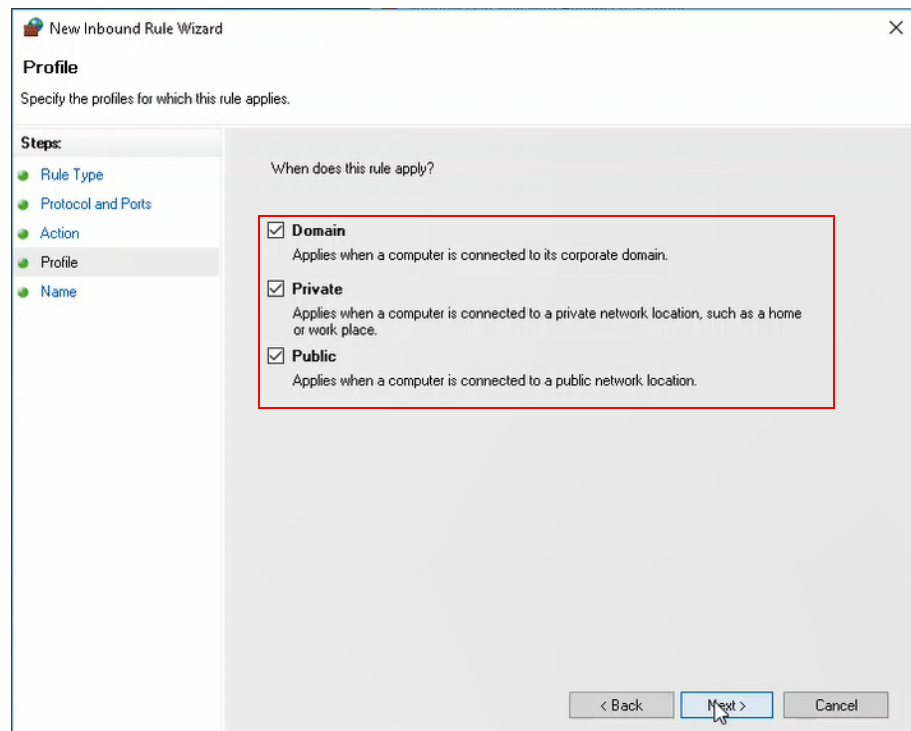 New Inbound Rule Wizard
Profile
Specify the profiles for which this rule applies.
Steps:
Rule Type
Protocol and Ports
Action
Profile
Name
When does this rule apply?
Domain
Applies when a computer is connected to its corporate domain.
Private
Applies when a computer is connected to a private network location, such as a home
or work place.
Public
Applies when a computer is connected to a public network location.
< Back
Next >
Cancel